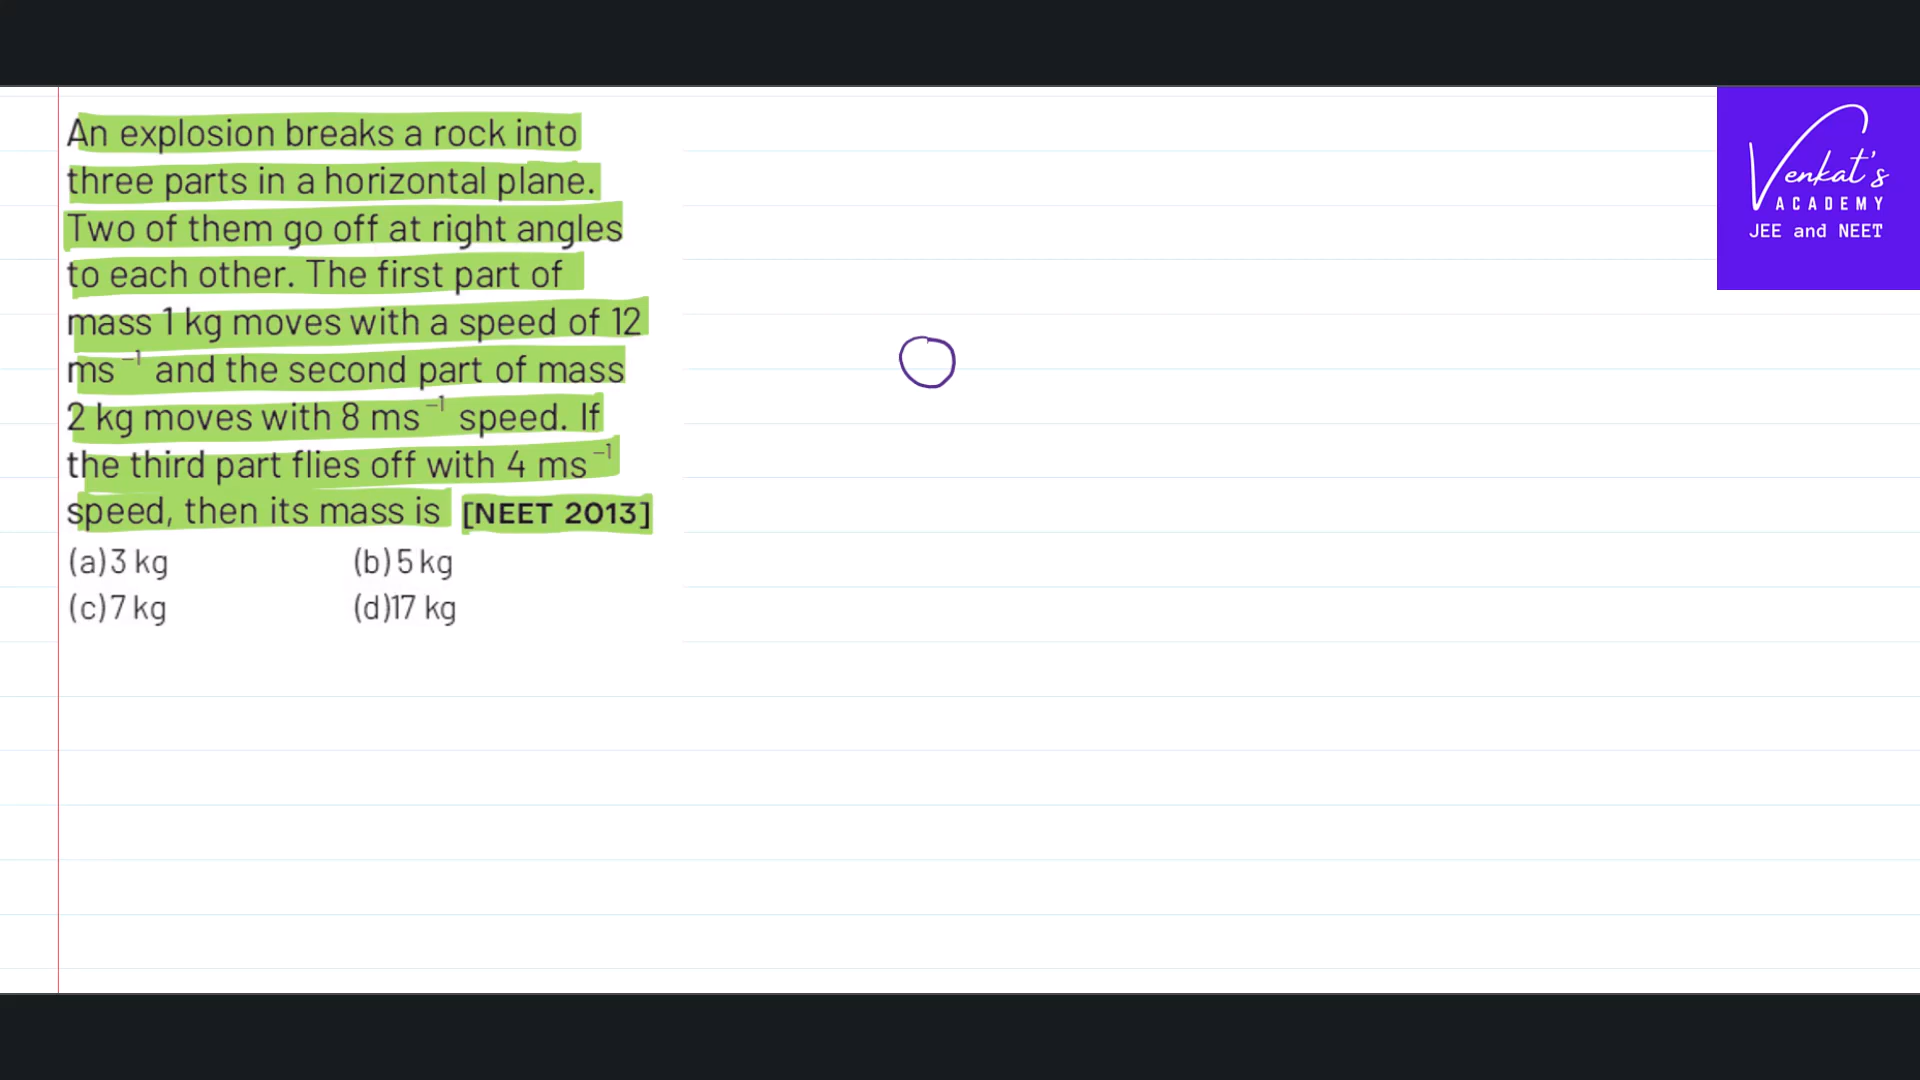 An explosion breaks a rock into
three parts in a horizontal plane.
Two of them go off at right angles
to each other. The first part of
mass 1 kg moves with a speed of 12
ms⁻¹ and the second part of mass
2 kg moves with 8 ms⁻¹ speed. If
the third part flies off with 4 ms⁻¹
speed, then its mass is [NEET 2013]
(a) 3 kg (b) 5 kg
(c) 7 kg (d) 17 kg
Venkat's
ACADEMY
JEE and NEET